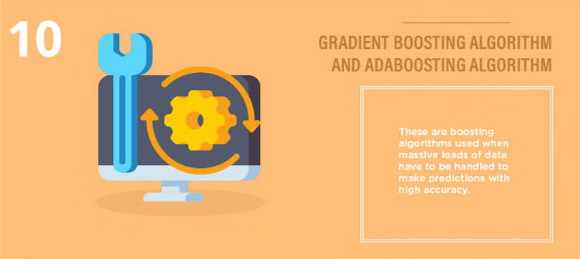 10
GRADIENT BOOSTING ALGORITHM
AND ADABOOSTING ALGORITHM
These are boosting
algorithms used when
massive loads of data
have to be handled to
make predictions with
high accuracy.